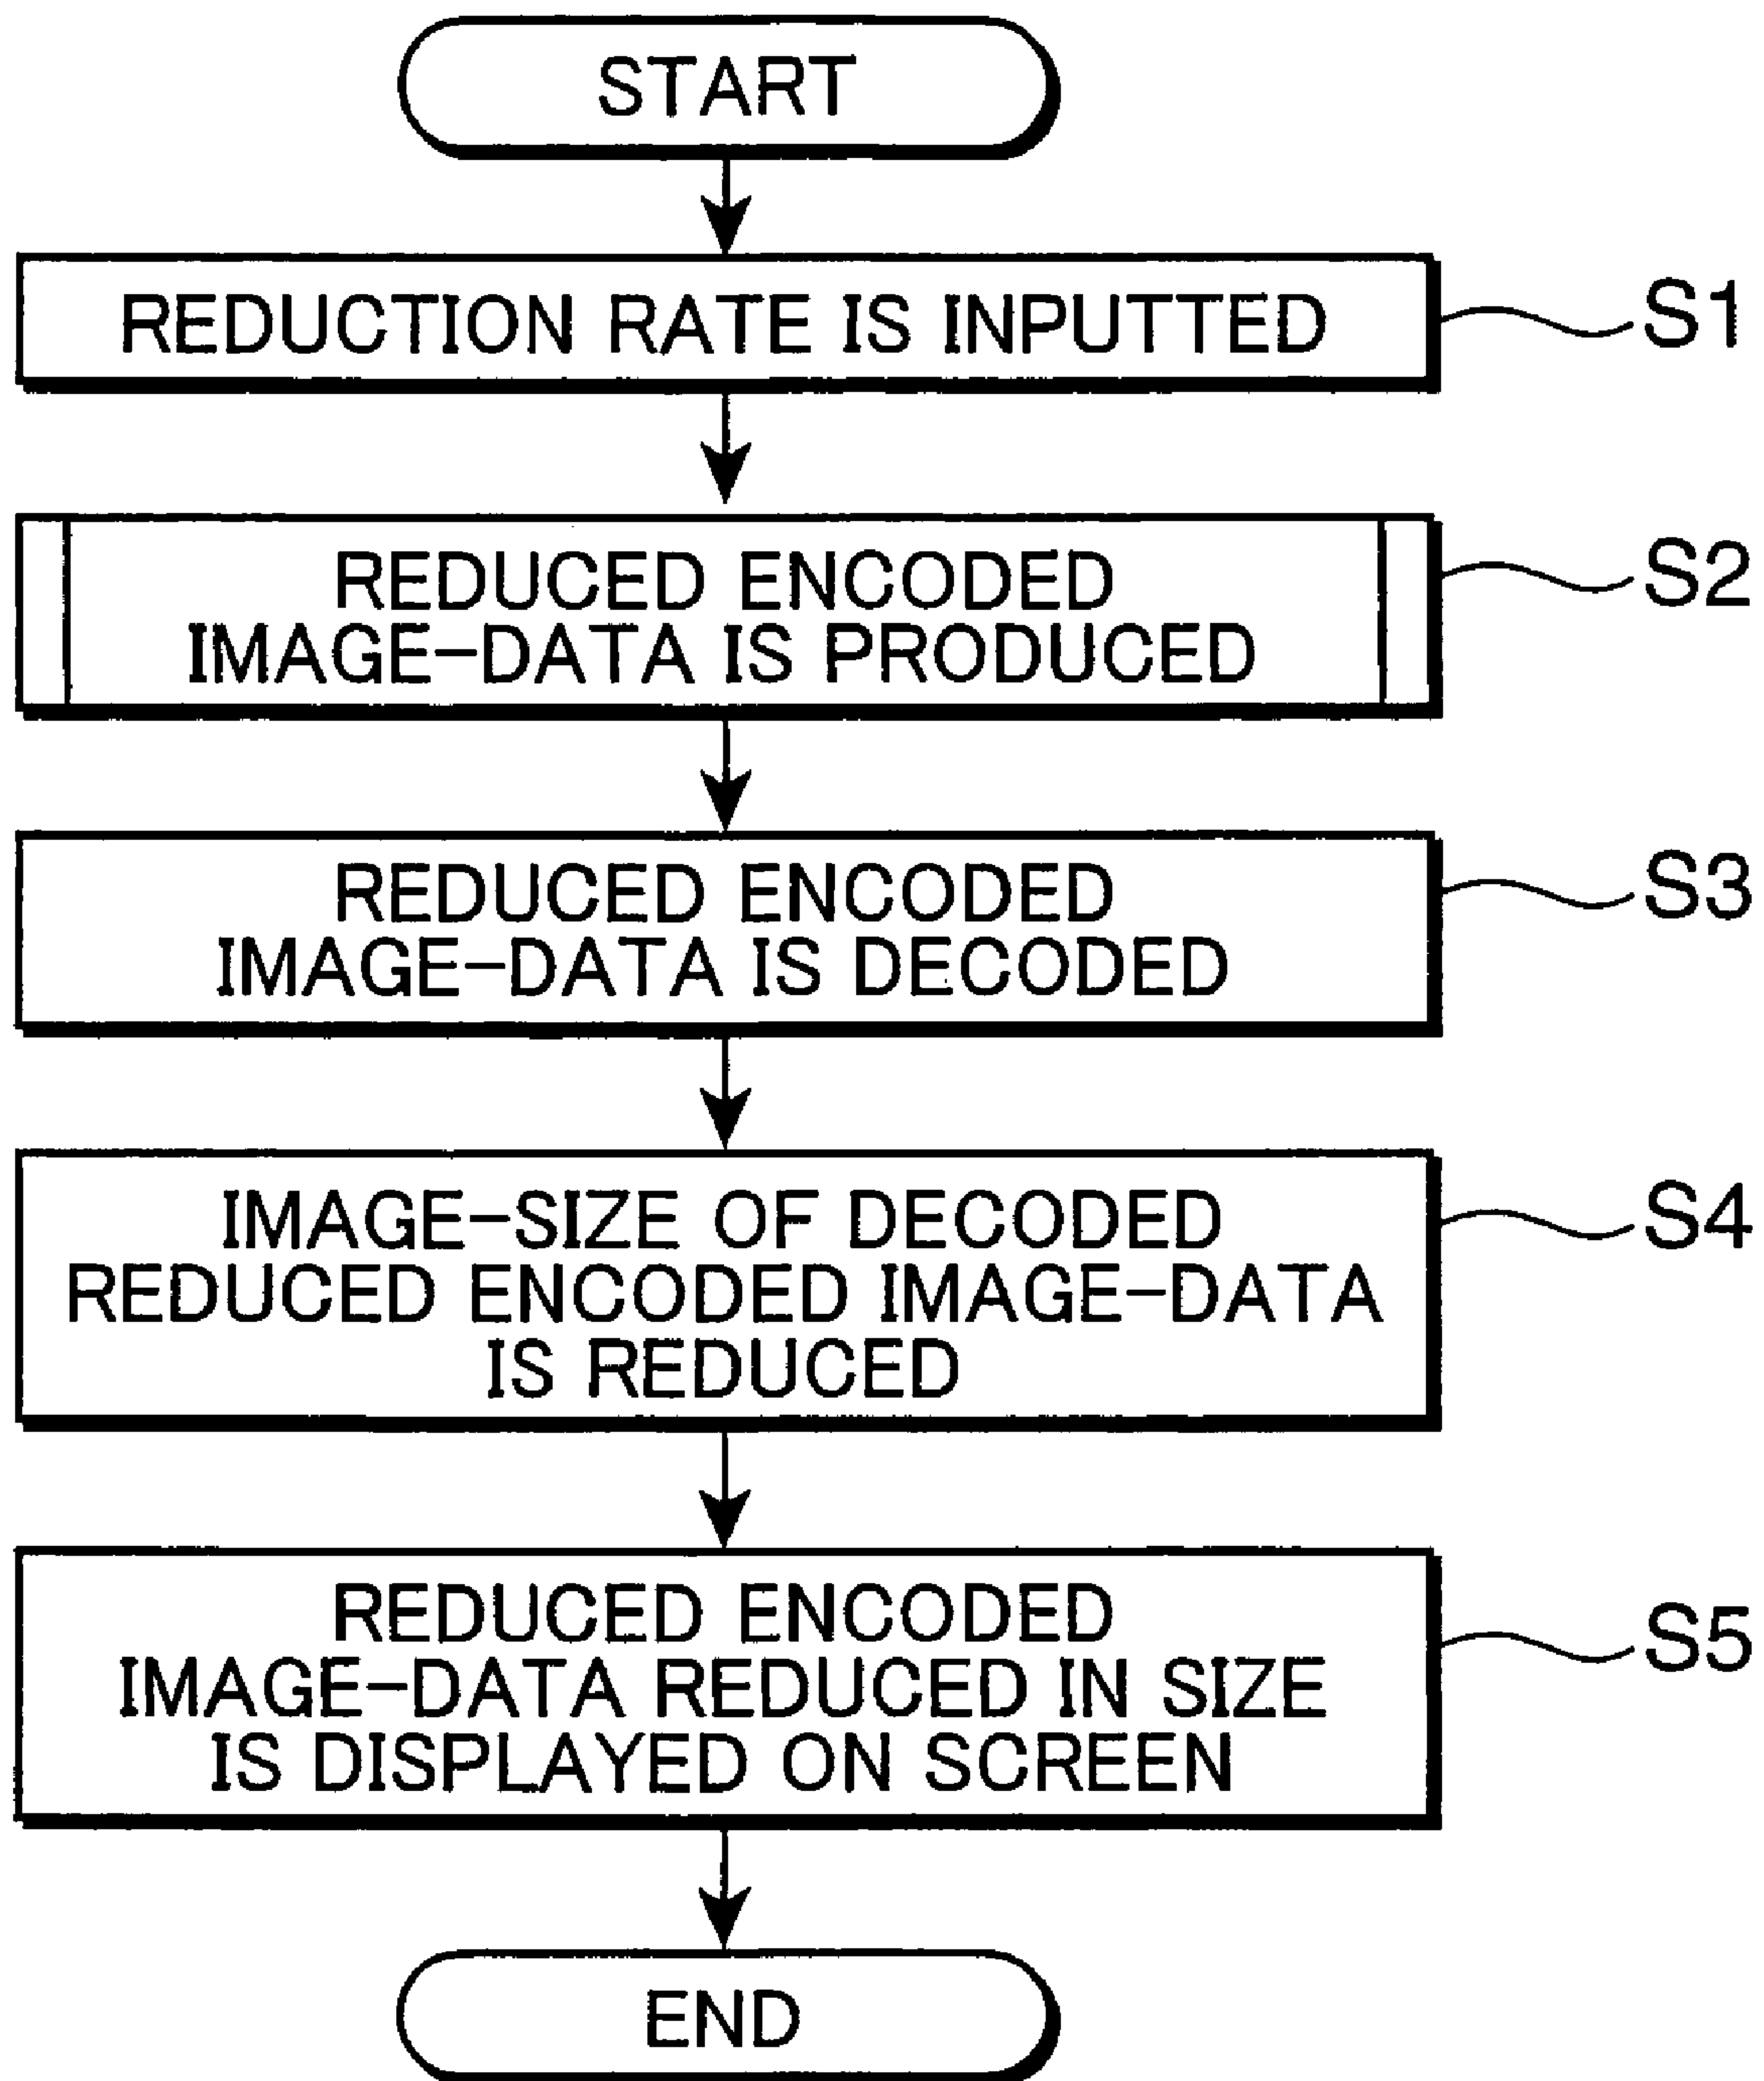 START
REDUCTION RATE IS INPUTTED
S1
REDUCED ENCODED
IMAGE-DATA IS PRODUCED
S2
REDUCED ENCODED
IMAGE-DATA IS DECODED
S3
IMAGE-SIZE OF DECODED
REDUCED ENCODED IMAGE-DATA
IS REDUCED
S4
REDUCED ENCODED
IMAGE-DATA REDUCED IN SIZE
IS DISPLAYED ON SCREEN
S5
END